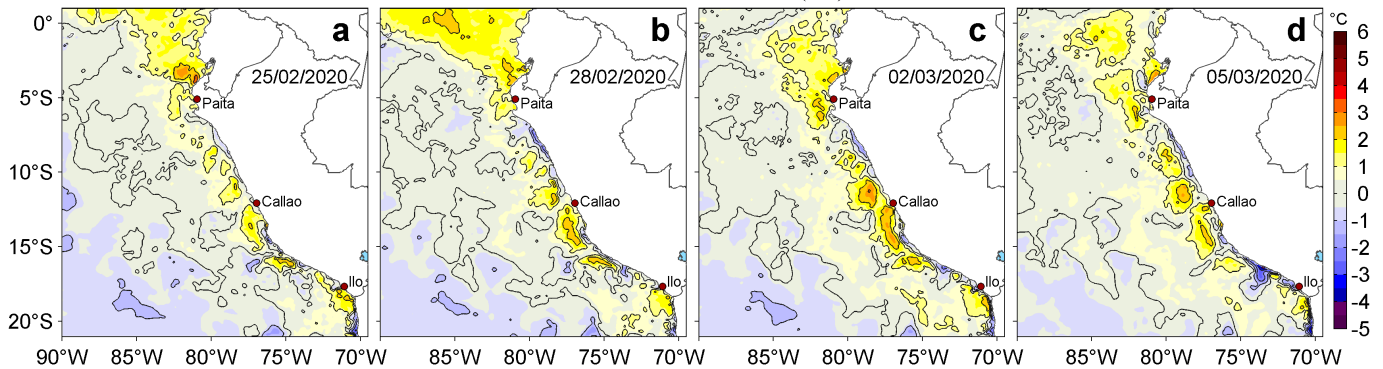 a
25/02/2020
Paita
Callao
Ilo
b
28/02/2020
Paita
Callao
Ilo
c
02/03/2020
Paita
Callao
Ilo
d
05/03/2020
Paita
Callao
Ilo
0°
5°S
10°S
15°S
20°S
90°W 85°W 80°W 75°W 70°W
85°W 80°W 75°W 70°W
85°W 80°W 75°W 70°W
85°W 80°W 75°W 70°W
°C
6
5
4
3
2
1
0
-1
-2
-3
-4
-5